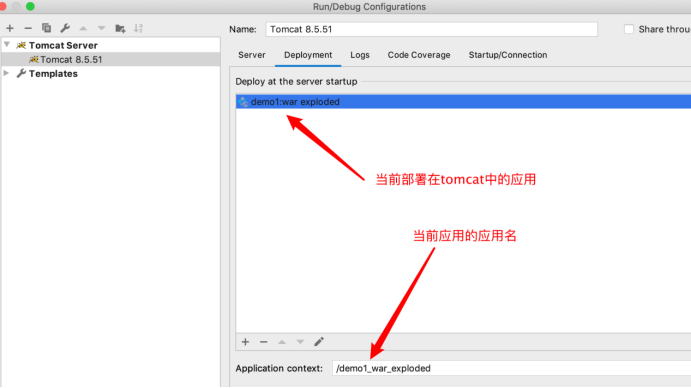 Run/Debug Configurations
Name: Tomcat 8.5.51
Share throu
Tomcat Server
Tomcat 8.5.51
Templates
Server Deployment Logs Code Coverage Startup/Connection
Deploy at the server startup
demo1:war exploded
当前部署在tomcat中的应用
当前应用的应用名
Application context: /demo1_war_exploded